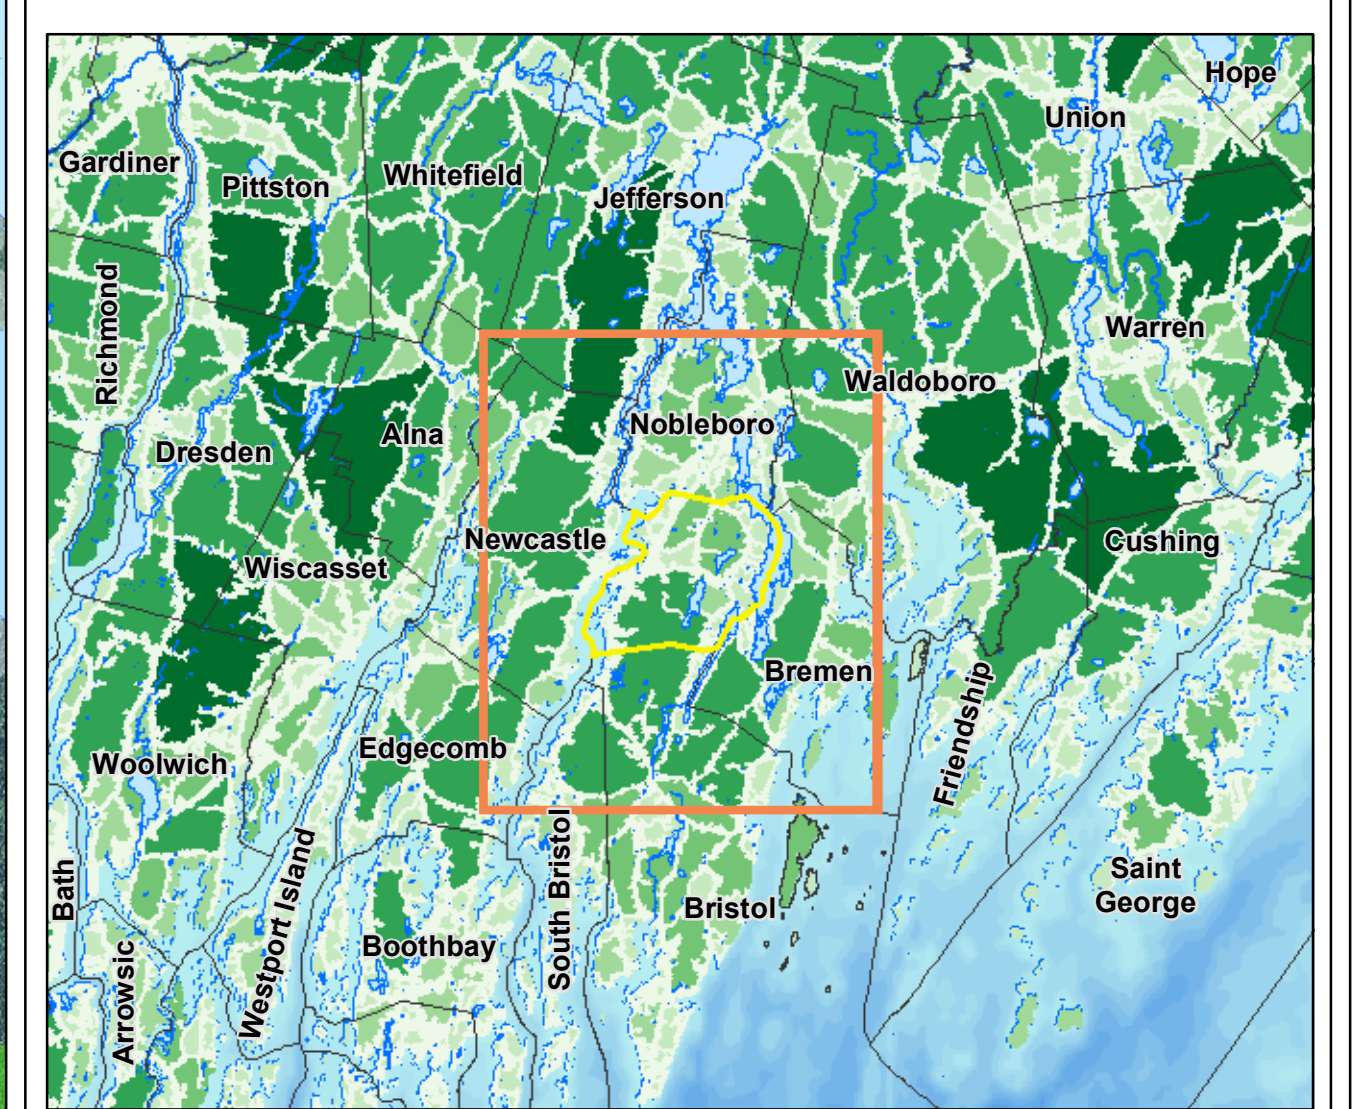 Hope
Union
Gardiner
Pittston
Whitefield
Jefferson
Richmond
Warren
Waldoboro
Nobleboro
Alna
Dresden
Newcastle
Cushing
Wiscasset
Bremen
Friendship
Edgecomb
Woolwich
South Bristol
Westport Island
Bath
Saint
George
Bristol
Boothbay
Arrowsic